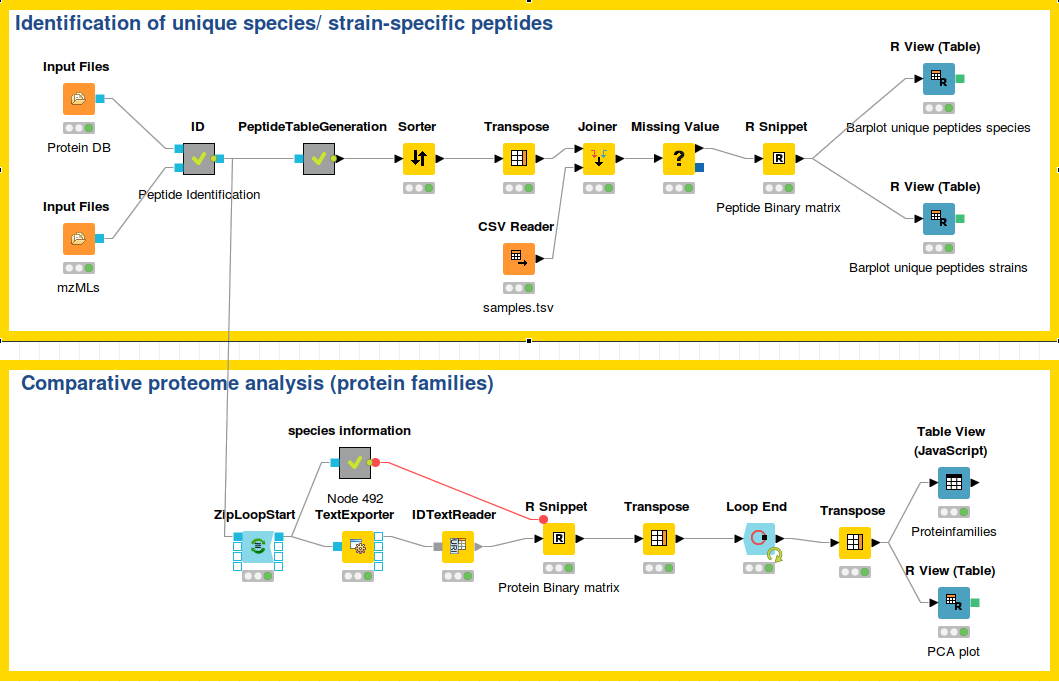 Identification of unique species/ strain-specific peptides
R View (Table)
Input Files
ID
PeptideTableGeneration
Sorter
Transpose
Joiner
Missing Value
R Snippet
Barplot unique peptides species
Protein DB
Peptide Identification
R View (Table)
Input Files
Peptide Binary matrix
CSV Reader
Barplot unique peptides strains
mzMLs
samples.tsv
Comparative proteome analysis (protein families)
species information
Table View
(JavaScript)
Node 492
ZipLoopStart
TextExporter
IDTextReader
R Snippet
Transpose
Loop End
Transpose
Proteinfamilies
R View (Table)
Protein Binary matrix
PCA plot